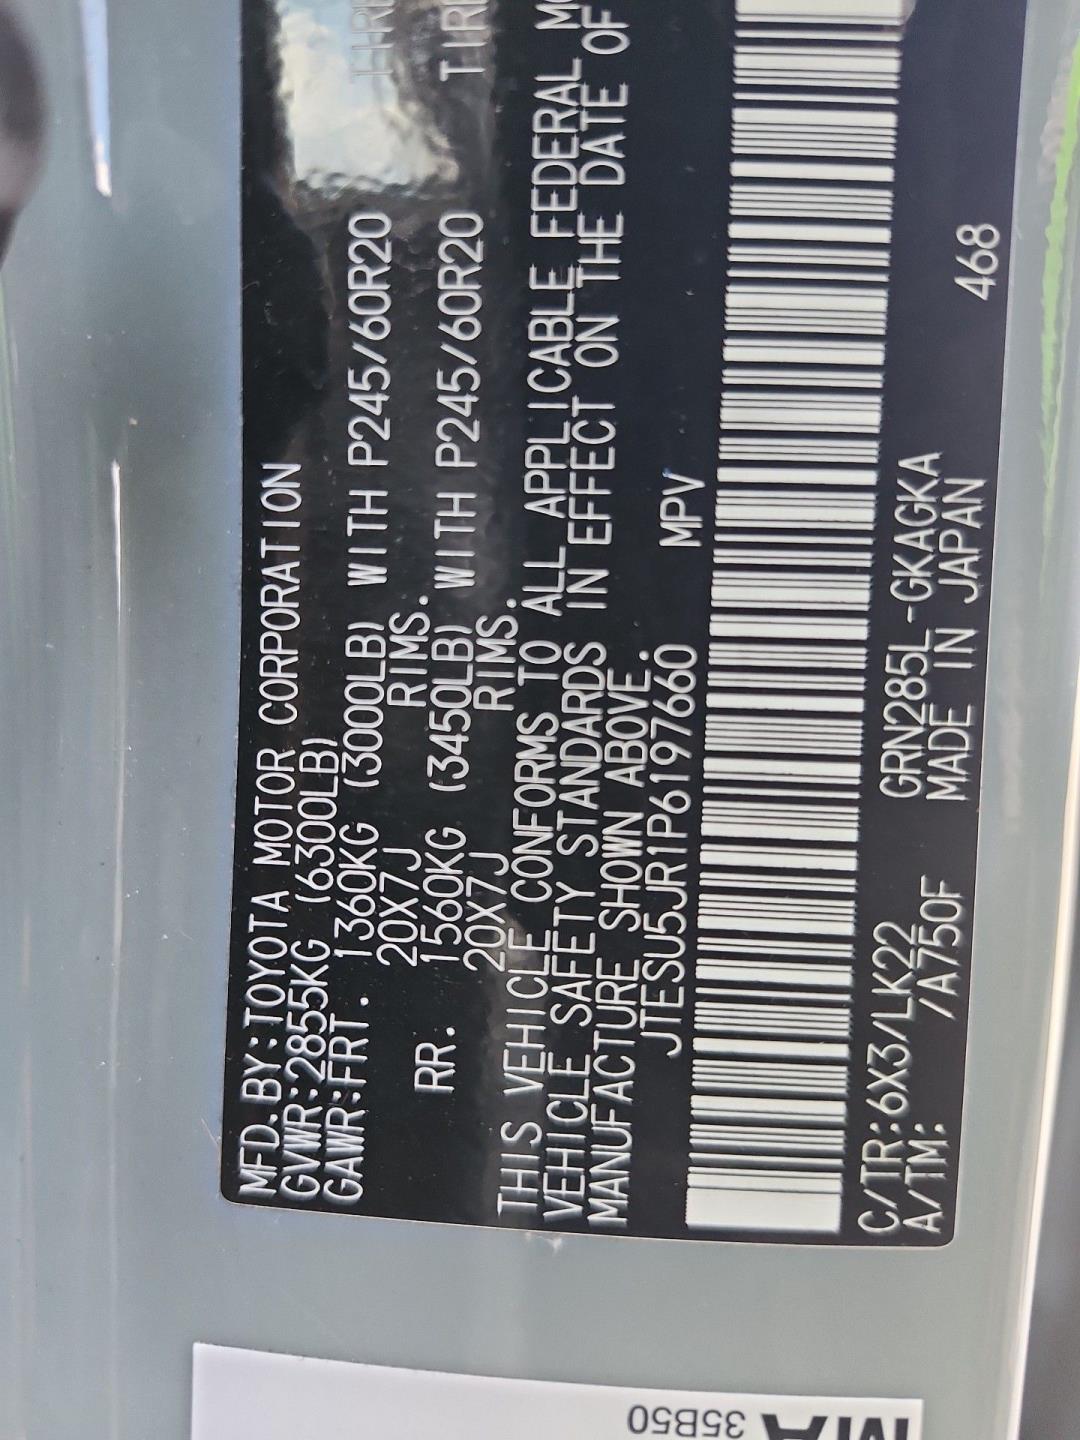 MFD.BY:TOYOTA MOTOR CORPORATION
GVWR:2855KG (6300LB)
GAWR:FRT. 1360KG (3000LB) WITH P245/60R20
20X7J RIMS.
RR. 1560KG (3450LB) WITH P245/60R20 TIRE
20X7J RIMS.
THIS VEHICLE CONFORMS TO ALL APPLICABLE FEDERAL
VEHICLE SAFETY STANDARDS IN EFFECT ON THE DATE OF
MANUFACTURE SHOWN ABOVE.
JTESU5JR1P6197660 MPV
C/TR:6X3/LK22 GRN285L-GKAGKA
A/TM: /A750F MADE IN JAPAN 468
35B50